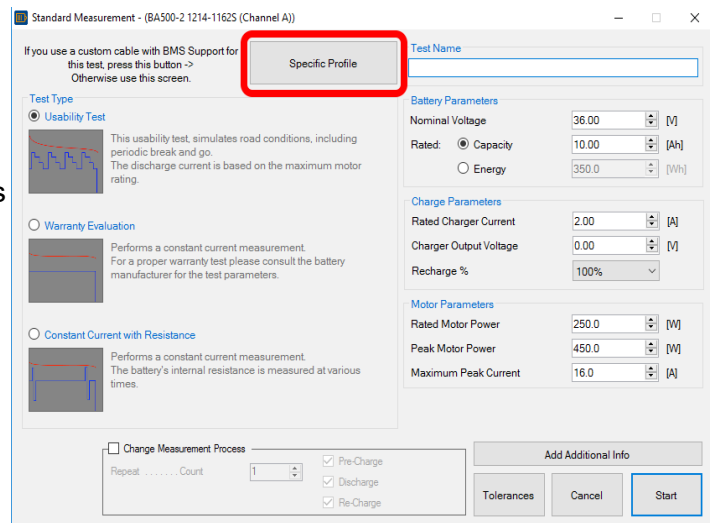 Standard Measurement - (BA500-2 1214-1162S (Channel A))
If you use a custom cable with BMS Support for
this test, press this button ->
Otherwise use this screen.
Specific Profile
Test Name
Test Type
Usability Test
This usability test, simulates road conditions, including
periodic break and go.
The discharge current is based on the maximum motor
rating.
s
Warranty Evaluation
Performs a constant current measurement.
For a proper warranty test please consult the battery
manufacturer for the test parameters.
Constant Current with Resistance
Performs a constant current measurement.
The battery's internal resistance is measured at various
times.
Battery Parameters
Nominal Voltage 36.00 [V]
Rated: Capacity 10.00 [Ah]
Energy 350.0 [Wh]
Charge Parameters
Rated Charger Current 2.00 [A]
Charger Output Voltage 0.00 [V]
Recharge % 100%
Motor Parameters
Rated Motor Power 250.0 [W]
Peak Motor Power 450.0 [W]
Maximum Peak Current 16.0 [A]
Change Measurement Process
Repeat . . . . . . . Count 1
Pre-Charge
Discharge
Re-Charge
Add Additional Info
Tolerances Cancel Start